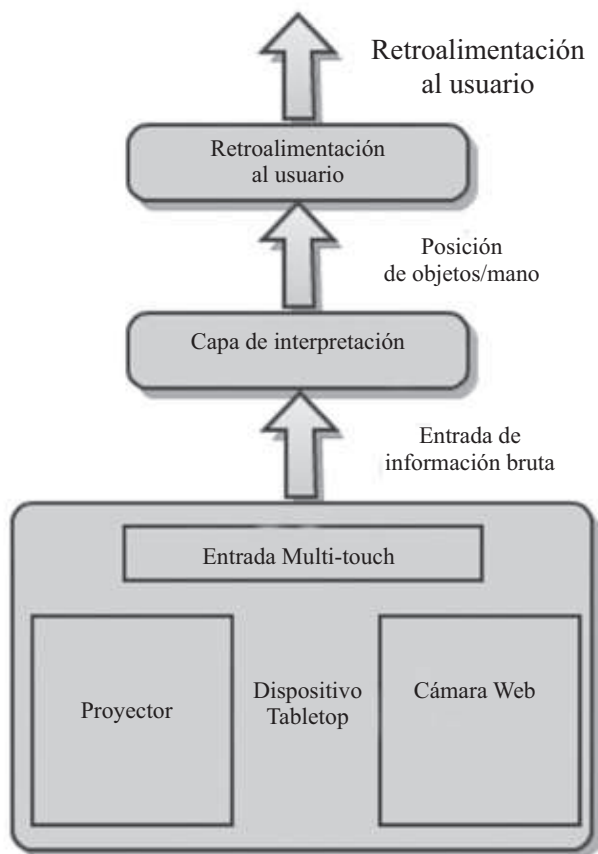 Retroalimentación
al usuario
Retroalimentación
al usuario
Posición
de objetos/mano
Capa de interpretación
Entrada de
información bruta
Entrada Multi-touch
Proyector
Dispositivo
Tabletop
Cámara Web